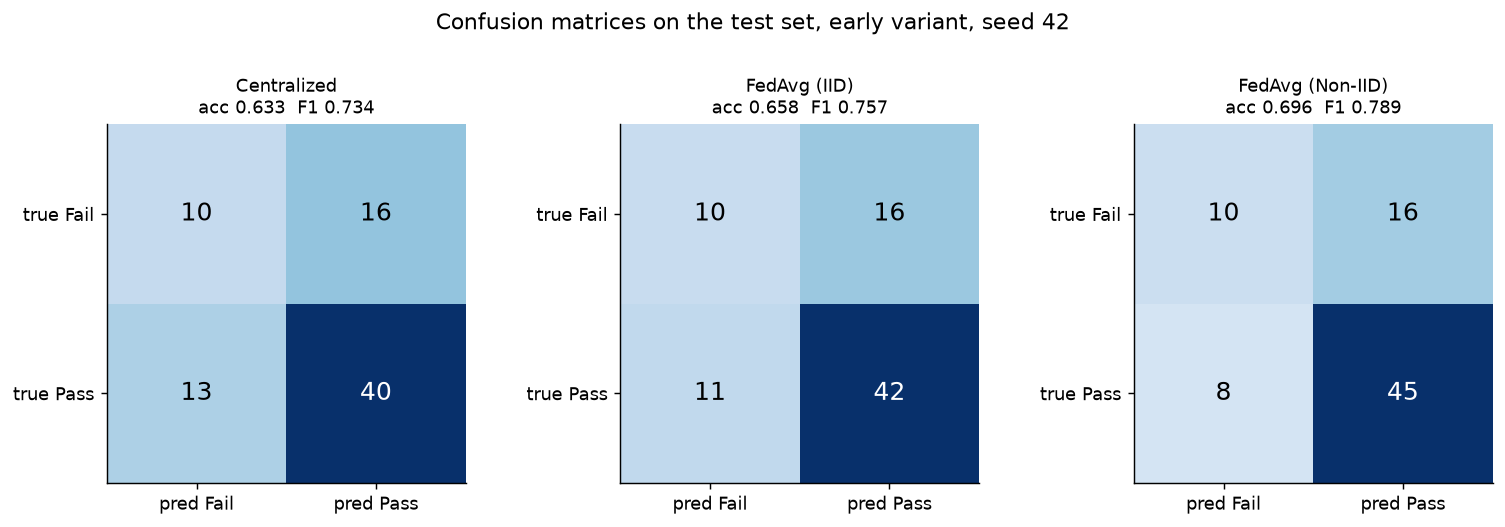 Confusion matrices on the test set, early variant, seed 42
Centralized
acc 0.633  F1 0.734
true Fail
10
16
true Pass
13
40
pred Fail
pred Pass
FedAvg (IID)
acc 0.658  F1 0.757
true Fail
10
16
true Pass
11
42
pred Fail
pred Pass
FedAvg (Non-IID)
acc 0.696  F1 0.789
true Fail
10
16
true Pass
8
45
pred Fail
pred Pass